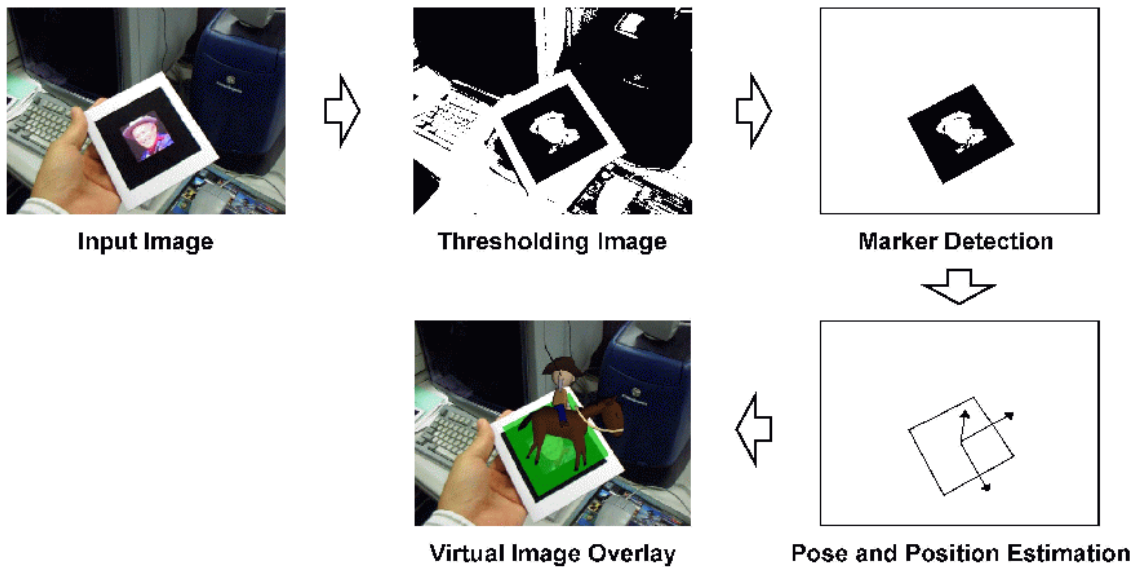 Input Image
Thresholding Image
Marker Detection
Virtual Image Overlay
Pose and Position Estimation